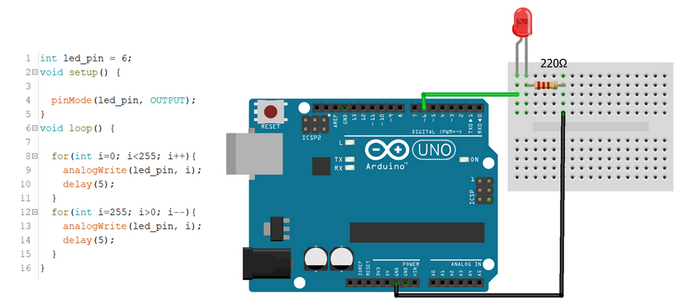 1 int led_pin = 6;
2 void setup() {
3
4 pinMode(led_pin, OUTPUT);
5 }
6 void loop() {
7
8 for(int i=0; i<255; i++){
9 analogWrite(led_pin, i);
10 delay(5);
11 }
12 for(int i=255; i>0; i--){
13 analogWrite(led_pin, i);
14 delay(5);
15 }
16 }
220Ω
RESET
ICSP2
AREF
GND
13
12
~11
~10
~9
8
7
~6
~5
4
~3
2
TXD▶1
RXD◀0
DIGITAL (PWM=~)
L
TX
RX
UNO
Arduino™
ON
ICSP
IOREF
RESET
3V3
5V
GND
GND
VIN
POWER
ANALOG IN
A0
A1
A2
A3
A4
A5